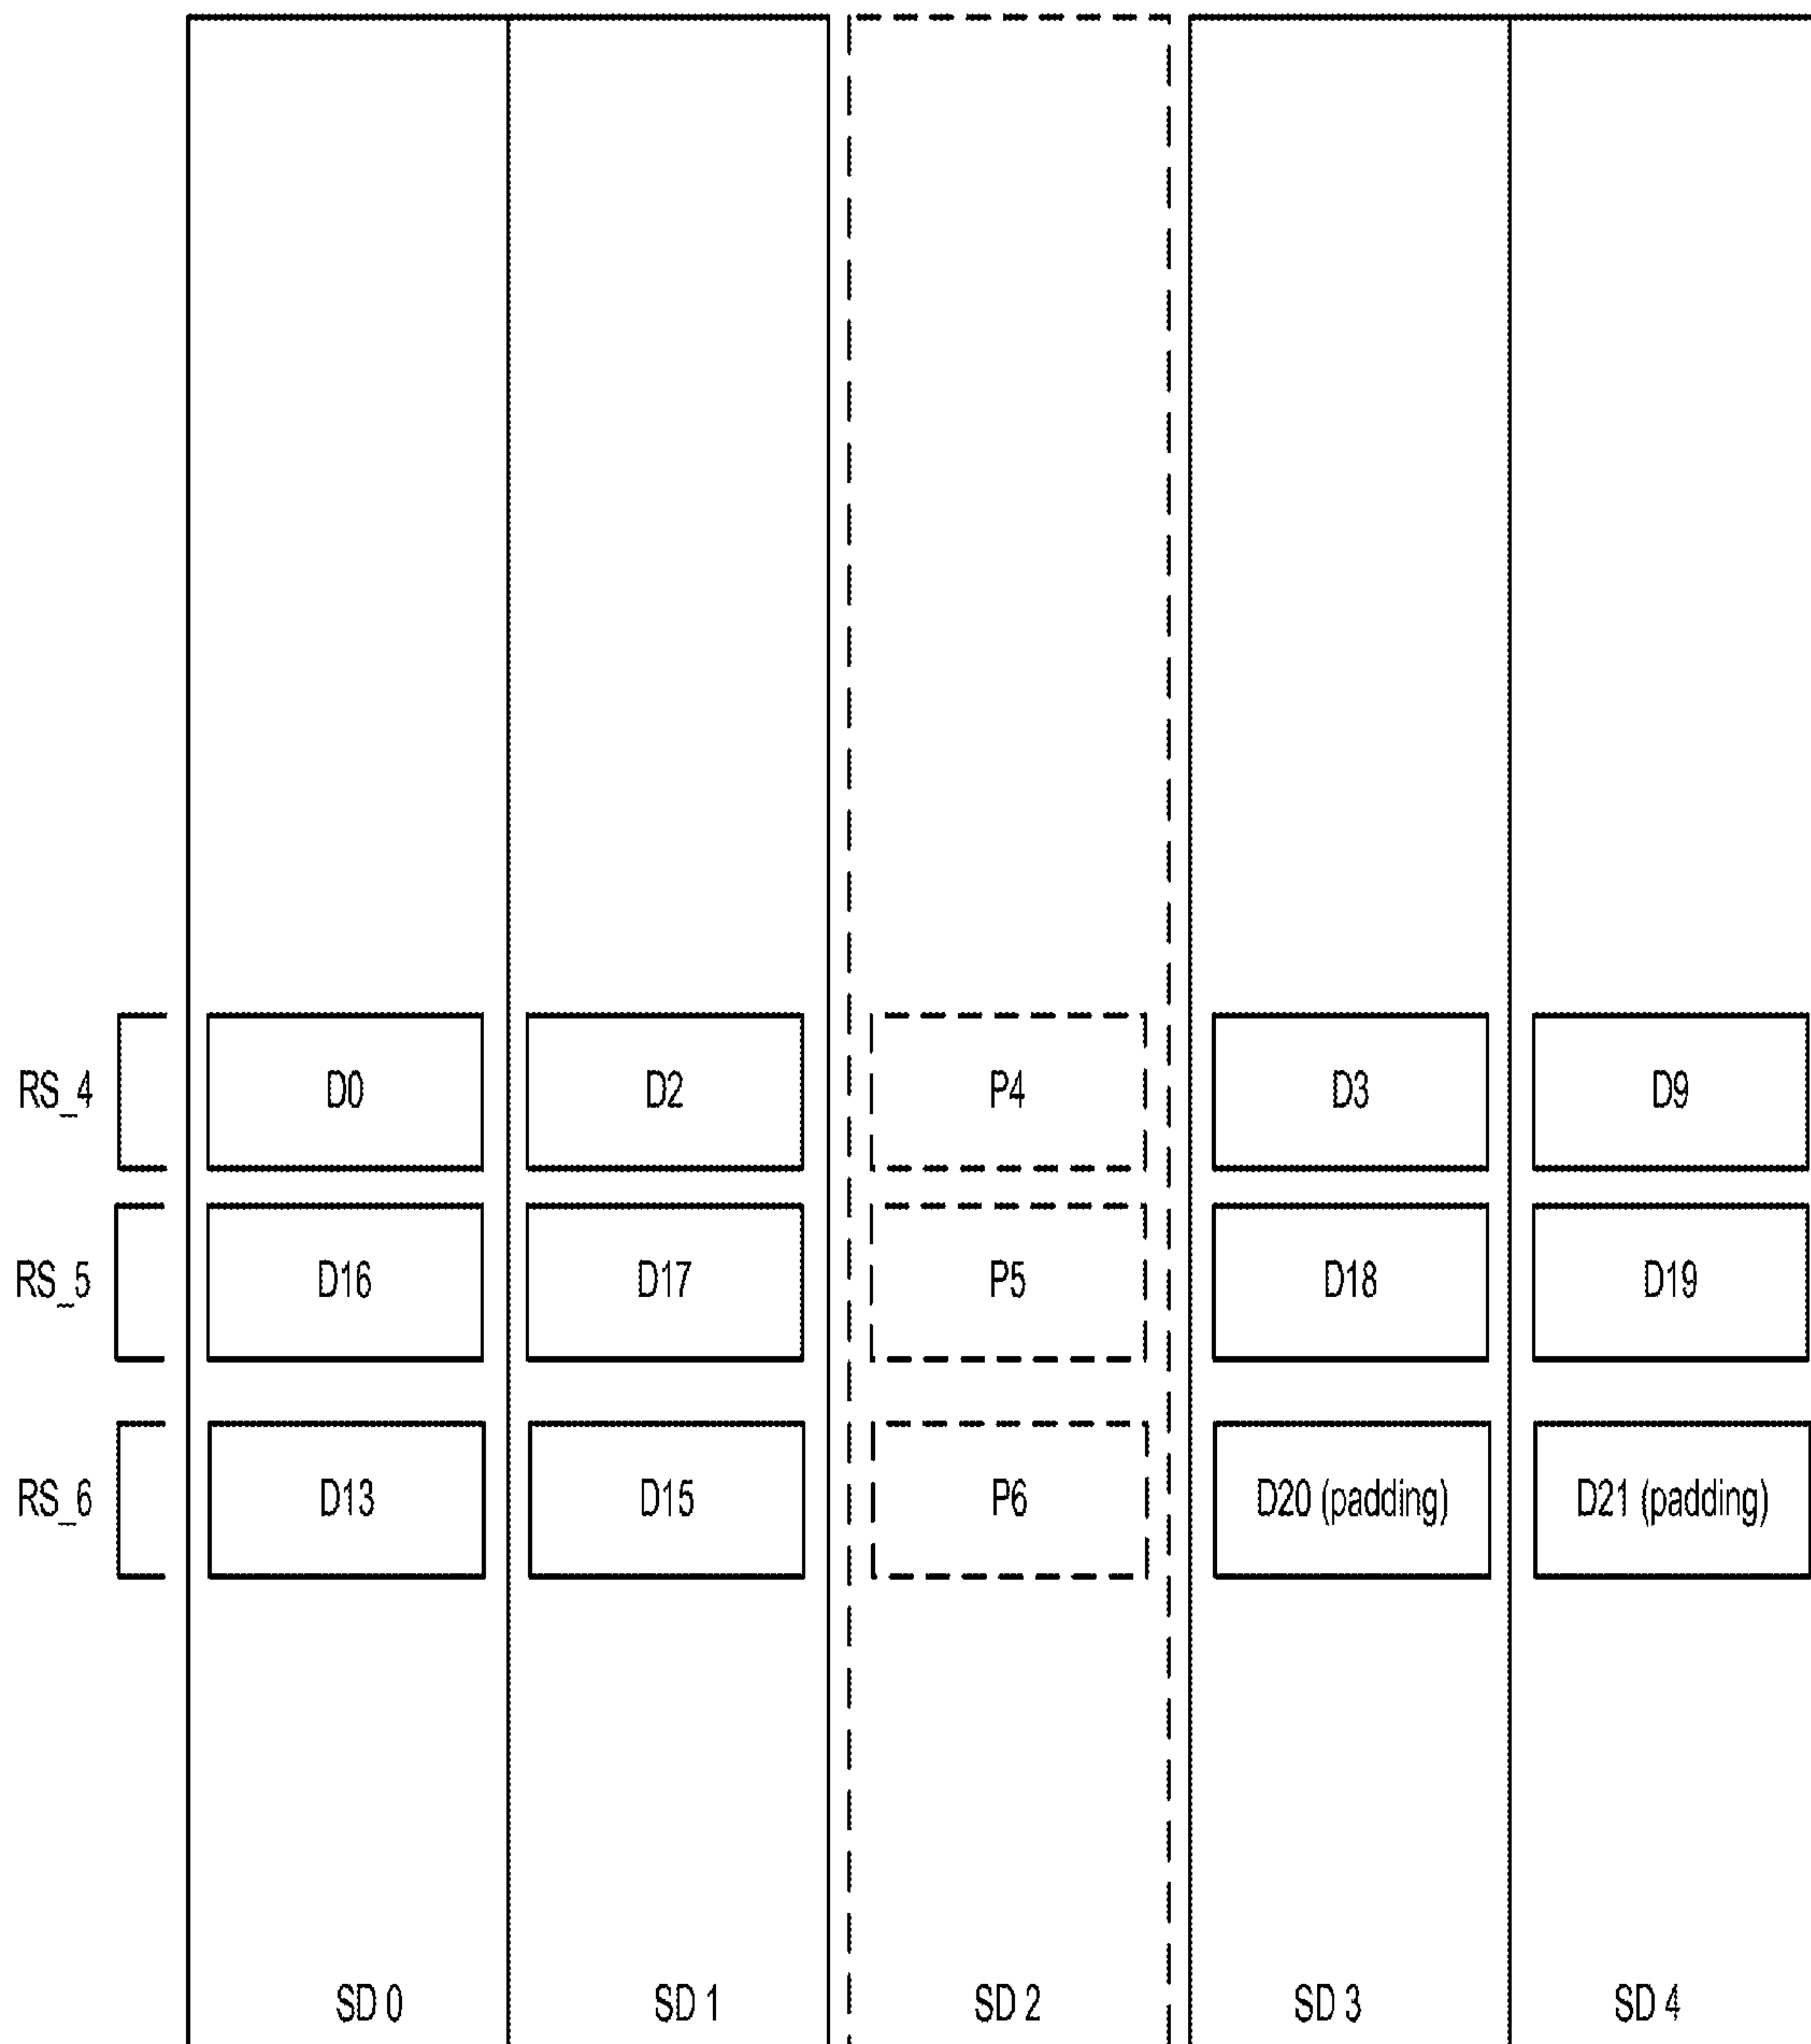 RS_4 D0 D2 P4 D3 D9
RS_5 D16 D17 P5 D18 D19
RS_6 D13 D15 P6 D20 (padding) D21 (padding)
SD 0 SD 1 SD 2 SD 3 SD 4